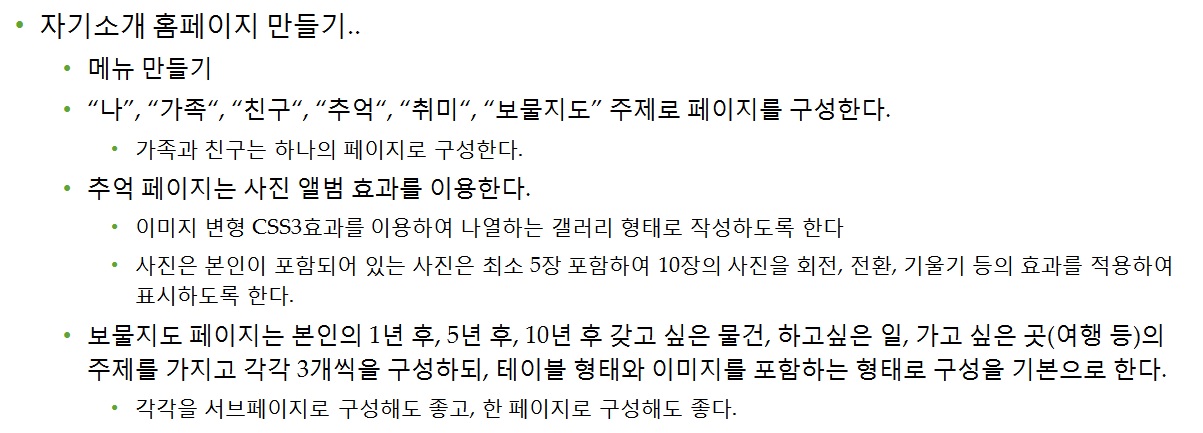 • 자기소개 홈페이지 만들기..
• 메뉴 만들기
• “나”, “가족“, “친구“, “추억“, “취미“, “보물지도” 주제로 페이지를 구성한다.
• 가족과 친구는 하나의 페이지로 구성한다.
• 추억 페이지는 사진 앨범 효과를 이용한다.
• 이미지 변형 CSS3효과를 이용하여 나열하는 갤러리 형태로 작성하도록 한다
• 사진은 본인이 포함되어 있는 사진은 최소 5장 포함하여 10장의 사진을 회전, 전환, 기울기 등의 효과를 적용하여
표시하도록 한다.
• 보물지도 페이지는 본인의 1년 후, 5년 후, 10년 후 갖고 싶은 물건, 하고싶은 일, 가고 싶은 곳(여행 등)의
주제를 가지고 각각 3개씩을 구성하되, 테이블 형태와 이미지를 포함하는 형태로 구성을 기본으로 한다.
• 각각을 서브페이지로 구성해도 좋고, 한 페이지로 구성해도 좋다.